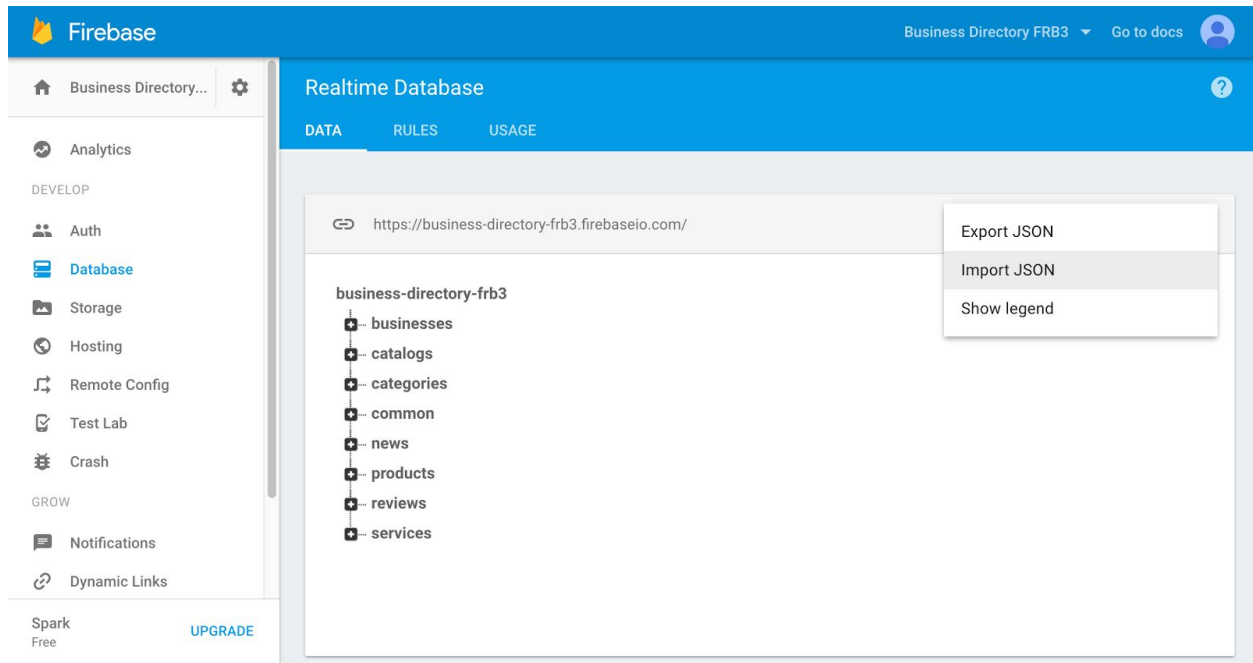 Firebase
Business Directory FRB3
Go to docs
Business Directory...
Analytics
DEVELOP
Auth
Database
Storage
Hosting
Remote Config
Test Lab
Crash
GROW
Notifications
Dynamic Links
Spark
Free
UPGRADE
Realtime Database
?
DATA
RULES
USAGE
https://business-directory-frb3.firebaseio.com/
Export JSON
Import JSON
Show legend
business-directory-frb3
businesses
catalogs
categories
common
news
products
reviews
services